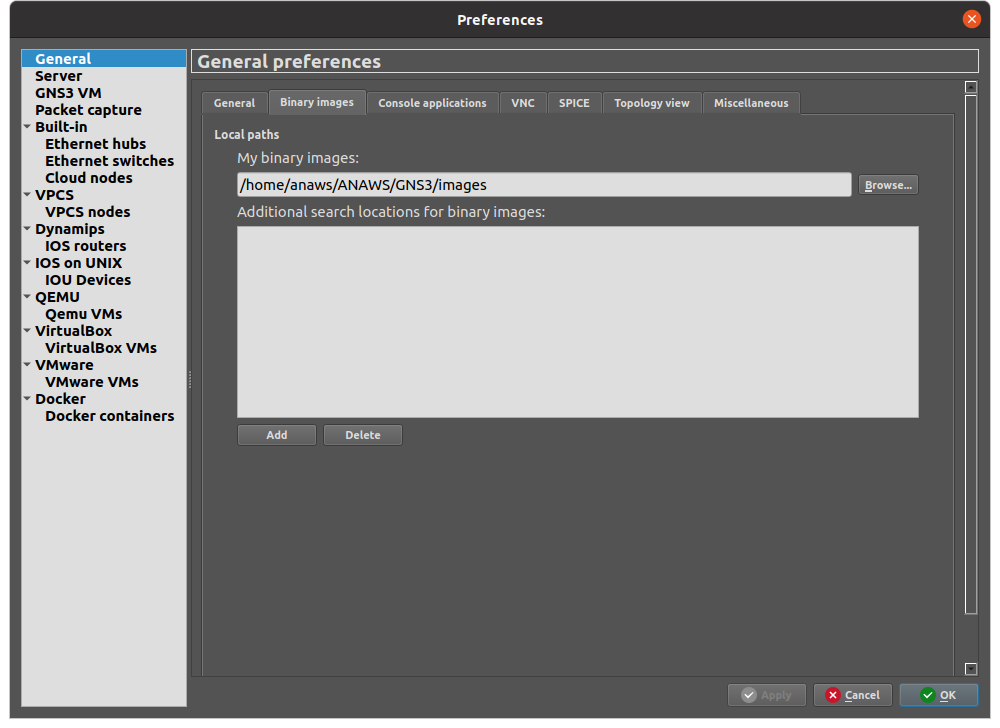 Preferences
General
Server
GNS3 VM
Packet capture
Built-in
Ethernet hubs
Ethernet switches
Cloud nodes
VPCS
VPCS nodes
Dynamips
IOS routers
IOS on UNIX
IOU Devices
QEMU
Qemu VMs
VirtualBox
VirtualBox VMs
VMware
VMware VMs
Docker
Docker containers
General preferences
General Binary images Console applications VNC SPICE Topology view Miscellaneous
Local paths
My binary images:
/home/anaws/ANAWS/GNS3/images Browse...
Additional search locations for binary images:
Add Delete
Apply Cancel OK